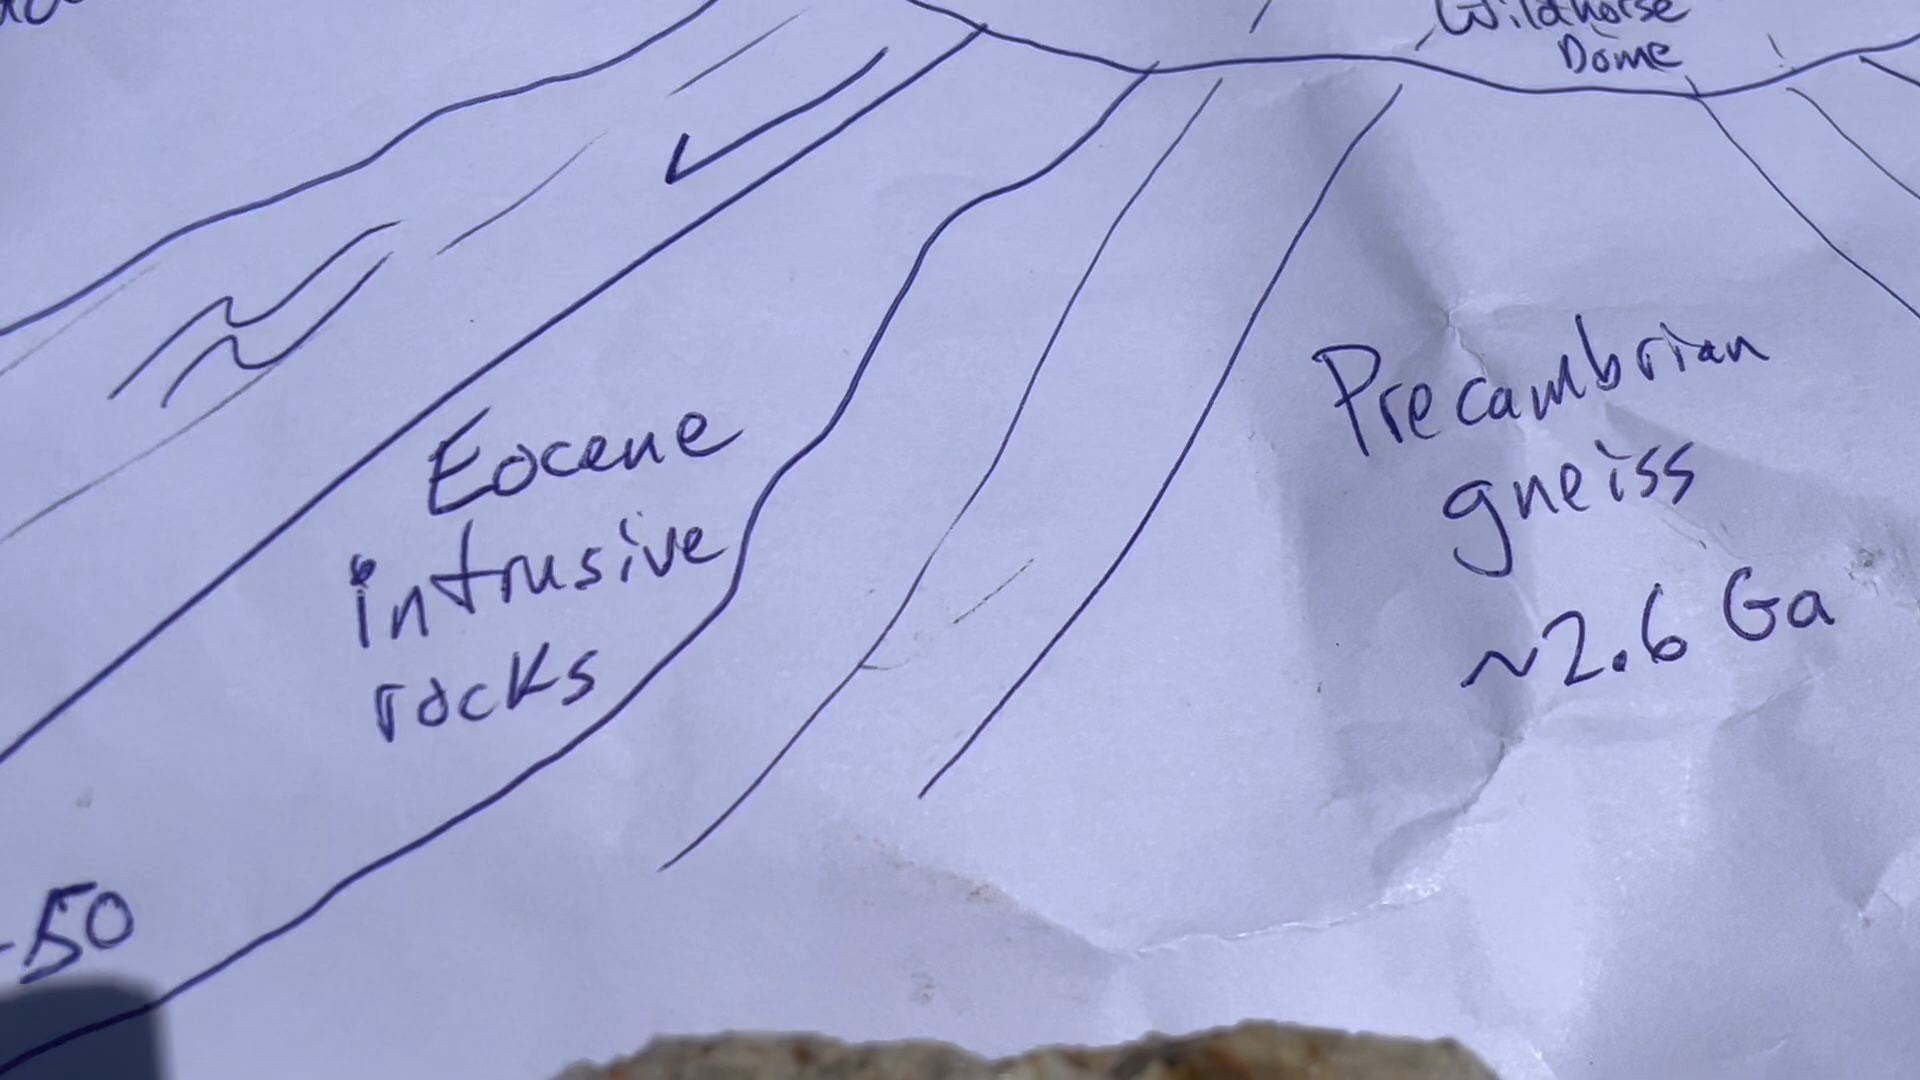 Wildhorse
Dome
Eocene
intrusive
rocks
Precambrian
gneiss
~2.6 Ga
-50